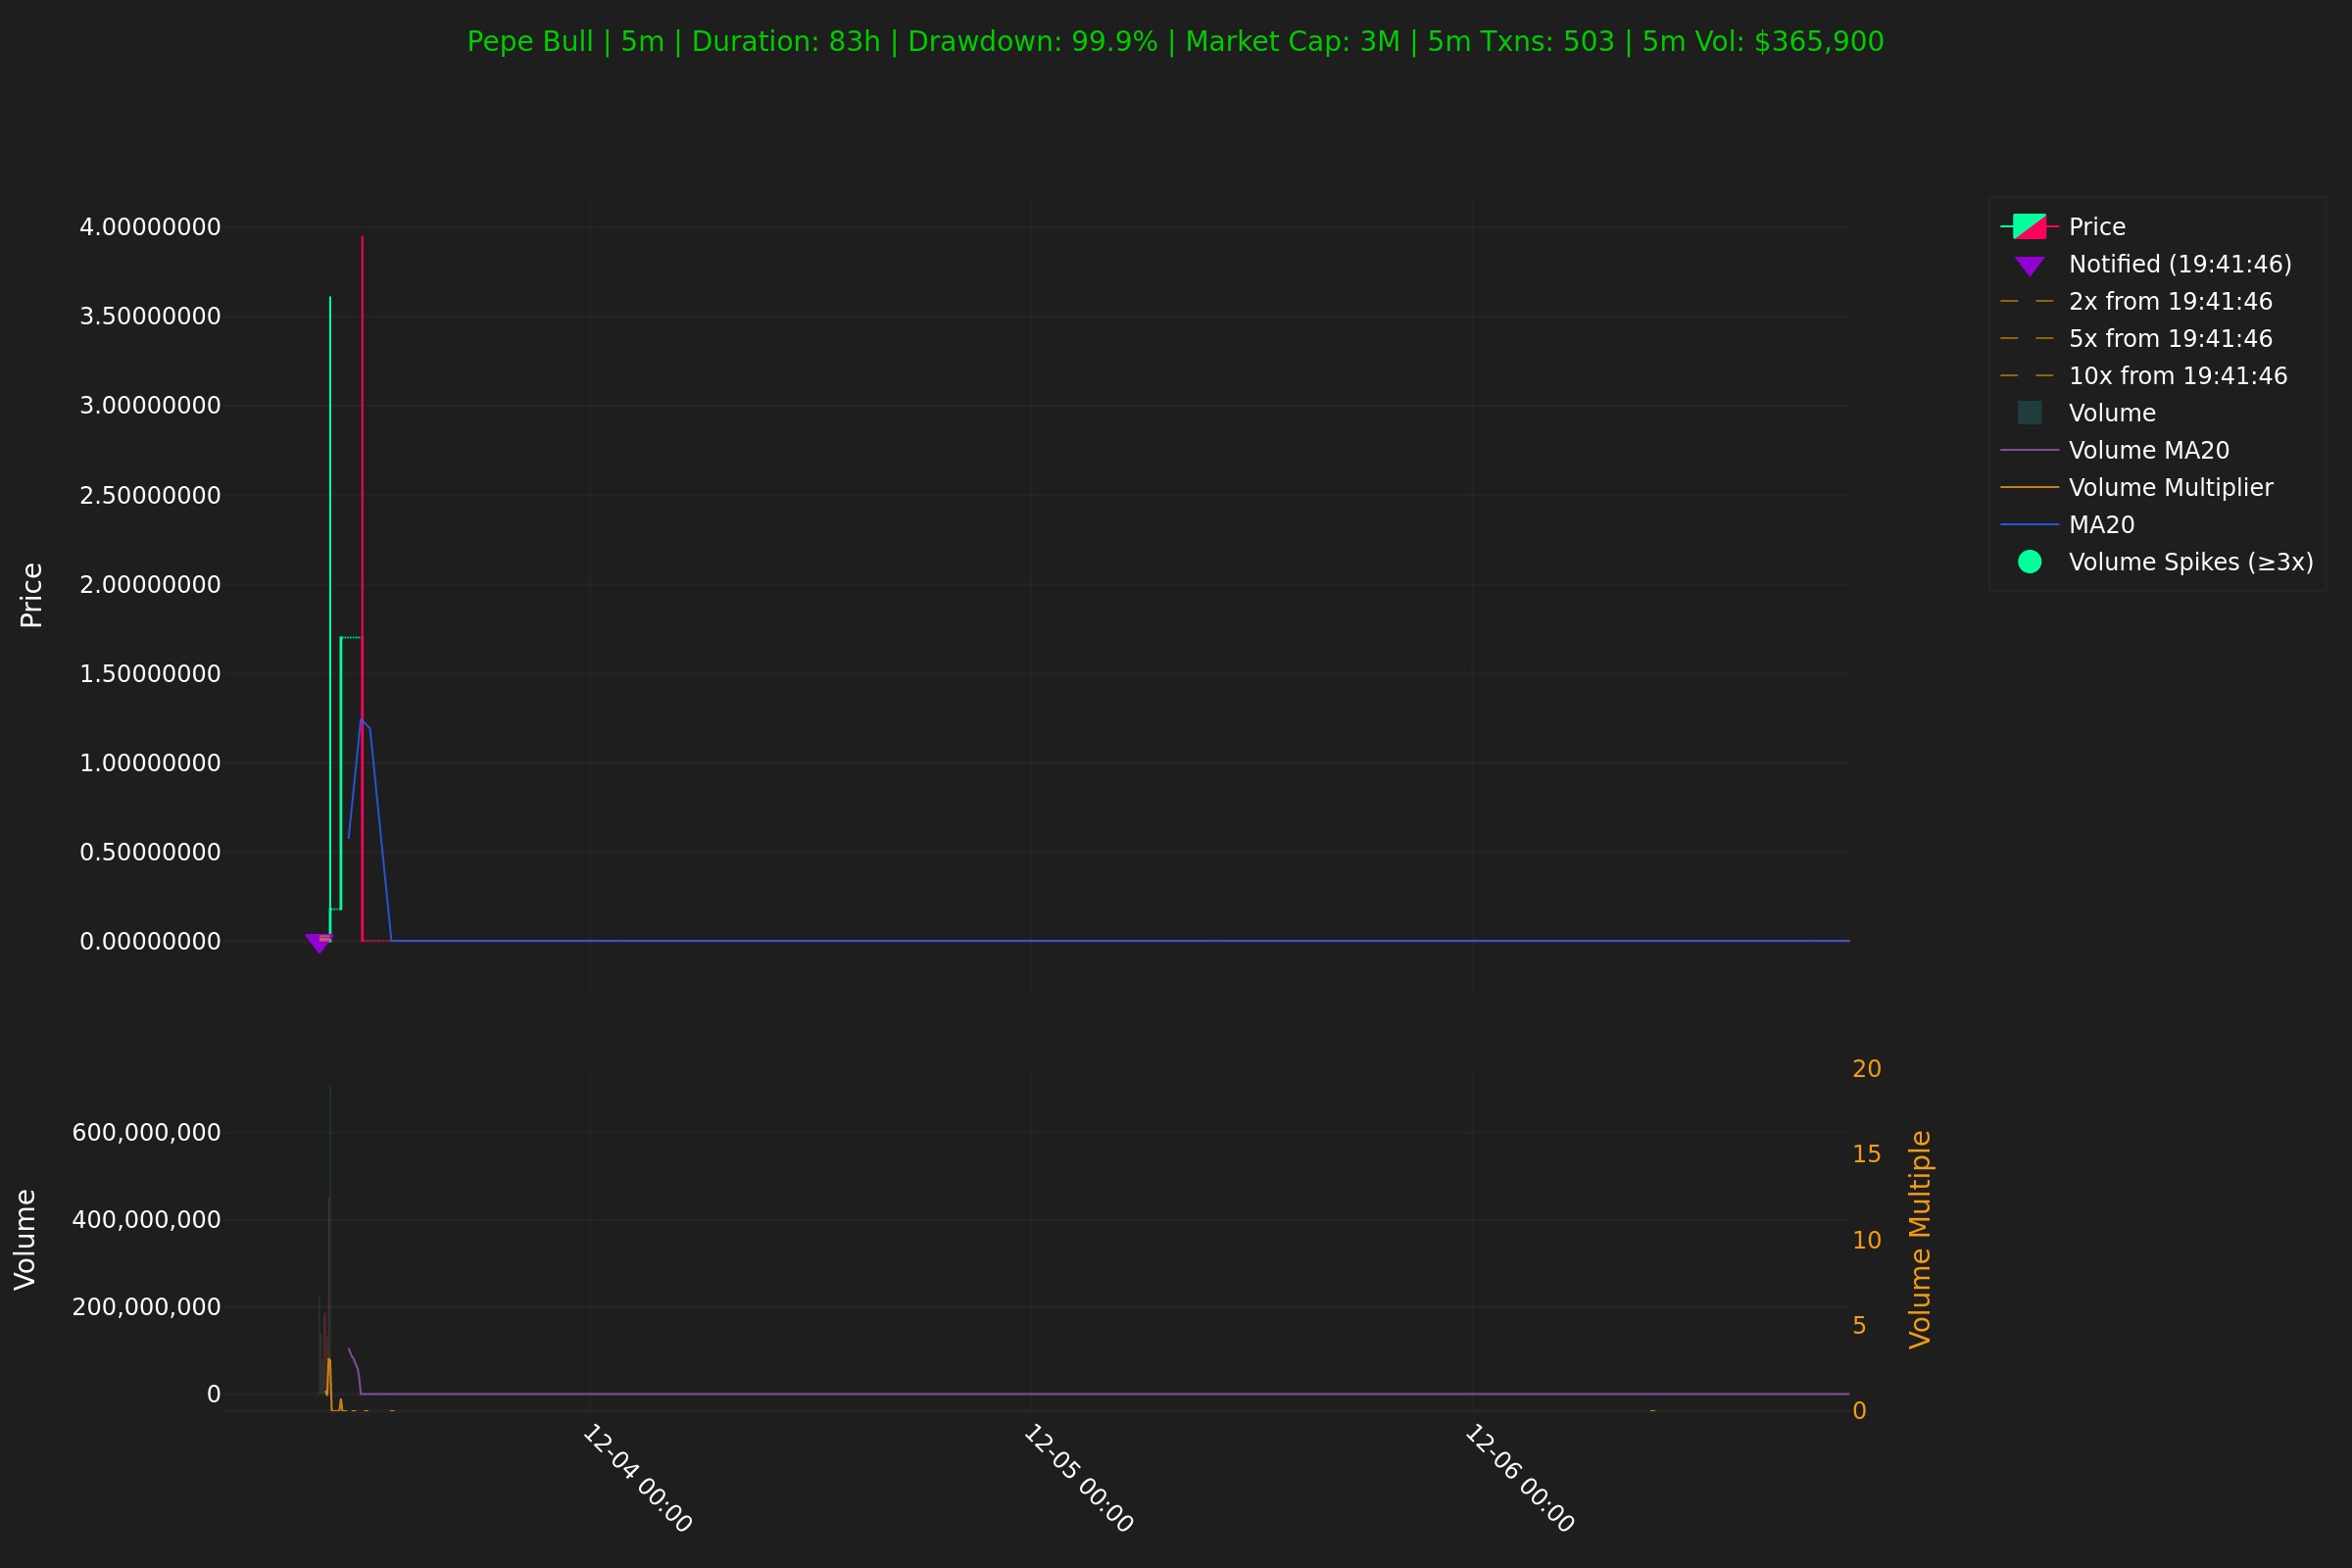 Pepe Bull | 5m | Duration: 83h | Drawdown: 99.9% | Market Cap: 3M | 5m Txns: 503 | 5m Vol: $365,900
Price
4.00000000
3.50000000
3.00000000
2.50000000
2.00000000
1.50000000
1.00000000
0.50000000
0.00000000
Price
Notified (19:41:46)
2x from 19:41:46
5x from 19:41:46
10x from 19:41:46
Volume
Volume MA20
Volume Multiplier
MA20
Volume Spikes (≥3x)
Volume
600,000,000
400,000,000
200,000,000
0
20
15
10
5
0
Volume Multiple
12-04 00:00
12-05 00:00
12-06 00:00